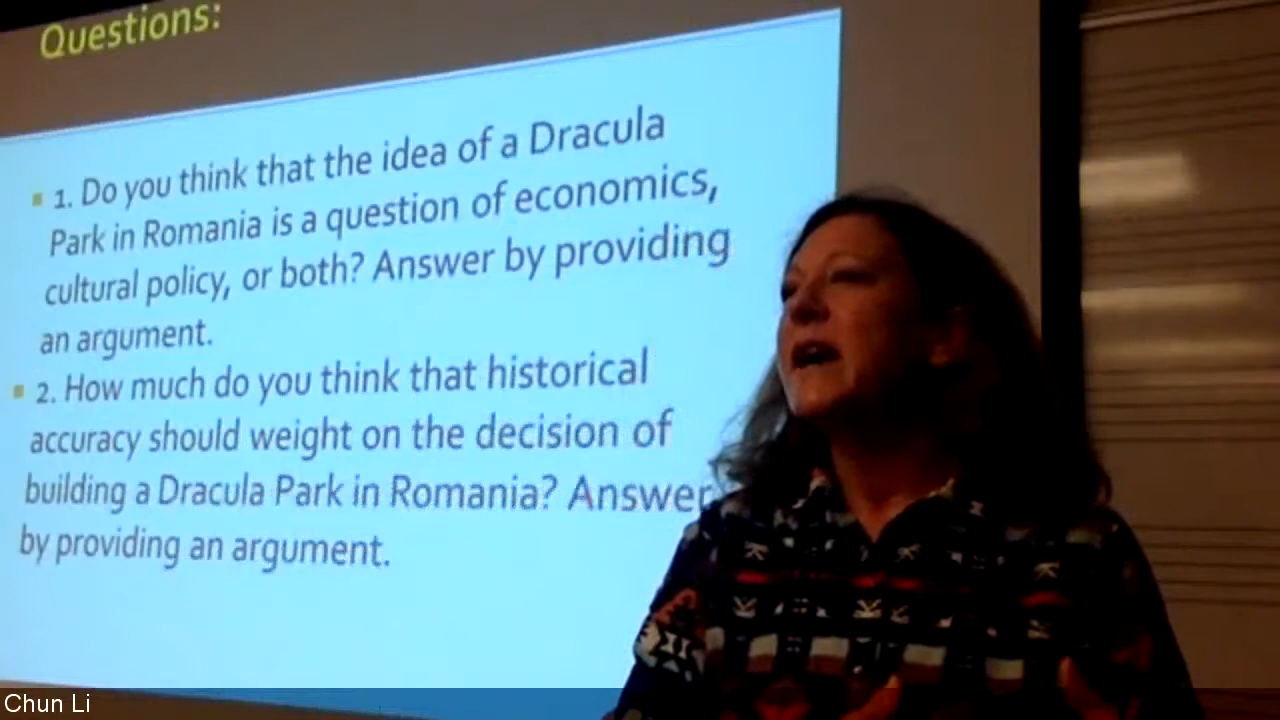 Questions:
▪ 1. Do you think that the idea of a Dracula
Park in Romania is a question of economics,
cultural policy, or both? Answer by providing
an argument.
▪ 2. How much do you think that historical
accuracy should weight on the decision of
building a Dracula Park in Romania? Answer
by providing an argument.
Chun Li